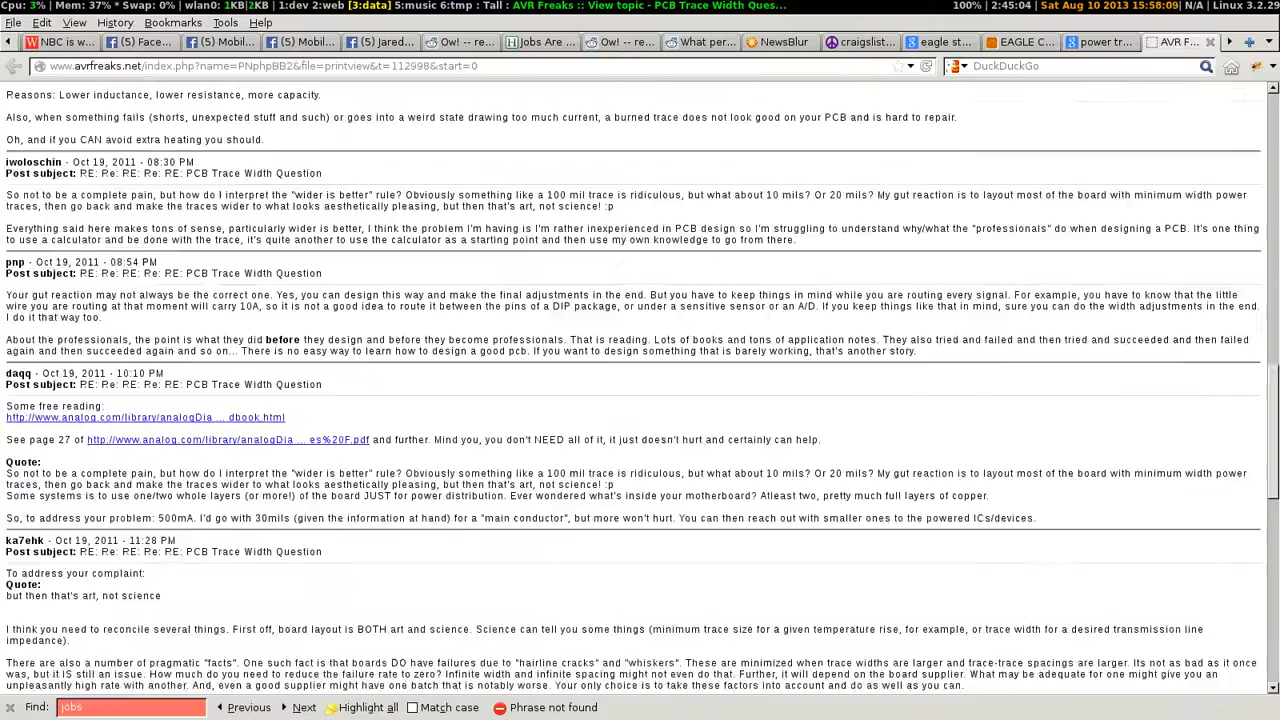 Cpu: 3% | Mem: 37% * Swap: 0% | wlan0: 1KB|2KB | 1:dev 2:web [3:data] 5:music 6:tmp : Tall : AVR Freaks :: View topic - PCB Trace Width Ques... 100% | 2:45:04 | Sat Aug 10 2013 15:58:09| N/A | Linux 3.2.29
File Edit View History Bookmarks Tools Help
NBC is w... (5) Face... (5) Mobil... (5) Mobi... (5) Jared... Ow! -- re... Jobs Are ... Ow! -- re... What per... NewsBlur craigslist... eagle st... EAGLE C... power tr... AVR F...
www.avrfreaks.net/index.php?name=PNphpBB2&file=printview&t=112998&start=0 DuckDuckGo
Reasons: Lower inductance, lower resistance, more capacity.
Also, when something fails (shorts, unexpected stuff and such) or goes into a weird state drawing too much current, a burned trace does not look good on your PCB and is hard to repair.
Oh, and if you CAN avoid extra heating you should.
iwoloschin - Oct 19, 2011 - 08:30 PM
Post subject: RE: Re: RE: Re: RE: PCB Trace Width Question
So not to be a complete pain, but how do I interpret the "wider is better" rule? Obviously something like a 100 mil trace is ridiculous, but what about 10 mils? Or 20 mils? My gut reaction is to layout most of the board with minimum width power
traces, then go back and make the traces wider to what looks aesthetically pleasing, but then that's art, not science! :p
Everything said here makes tons of sense, particularly wider is better, I think the problem I'm having is I'm rather inexperienced in PCB design so I'm struggling to understand why/what the "professionals" do when designing a PCB. It's one thing
to use a calculator and be done with the trace, it's quite another to use the calculator as a starting point and then use my own knowledge to go from there.
pnp - Oct 19, 2011 - 08:54 PM
Post subject: RE: Re: RE: Re: RE: PCB Trace Width Question
Your gut reaction may not always be the correct one. Yes, you can design this way and make the final adjustments in the end. But you have to keep things in mind while you are routing every signal. For example, you have to know that the little
wire you are routing at that moment will carry 10A, so it is not a good idea to route it between the pins of a DIP package, or under a sensitive sensor or an A/D. If you keep things like that in mind, sure you can do the width adjustments in the end.
I do it that way too.
About the professionals, the point is what they did before they design and before they become professionals. That is reading. Lots of books and tons of application notes. They also tried and failed and then tried and succeeded and then failed
again and then succeeded again and so on... There is no easy way to learn how to design a good pcb. If you want to design something that is barely working, that's another story.
daqq - Oct 19, 2011 - 10:10 PM
Post subject: RE: Re: RE: Re: RE: PCB Trace Width Question
Some free reading:
http://www.analog.com/library/analogDia ... dbook.html
See page 27 of http://www.analog.com/library/analogDia ... es%20F.pdf and further. Mind you, you don't NEED all of it, it just doesn't hurt and certainly can help.
Quote:
So not to be a complete pain, but how do I interpret the "wider is better" rule? Obviously something like a 100 mil trace is ridiculous, but what about 10 mils? Or 20 mils? My gut reaction is to layout most of the board with minimum width power
traces, then go back and make the traces wider to what looks aesthetically pleasing, but then that's art, not science! :p
Some systems is to use one/two whole layers (or more!) of the board JUST for power distribution. Ever wondered what's inside your motherboard? Atleast two, pretty much full layers of copper.
So, to address your problem: 500mA. I'd go with 30mils (given the information at hand) for a "main conductor", but more won't hurt. You can then reach out with smaller ones to the powered ICs/devices.
ka7ehk - Oct 19, 2011 - 11:28 PM
Post subject: RE: Re: RE: Re: RE: PCB Trace Width Question
To address your complaint:
Quote:
but then that's art, not science
I think you need to reconcile several things. First off, board layout is BOTH art and science. Science can tell you some things (minimum trace size for a given temperature rise, for example, or trace width for a desired transmission line
impedance).
There are also a number of pragmatic "facts". One such fact is that boards DO have failures due to "hairline cracks" and "whiskers". These are minimized when trace widths are larger and trace-trace spacings are larger. Its not as bad as it once
was, but it IS still an issue. How much do you need to reduce the failure rate to zero? Infinite width and infinite spacing might not even do that. Further, it will depend on the board supplier. What may be adequate for one might give you an
unpleasantly high rate with another. And, even a good supplier might have one batch that is notably worse. Your only choice is to take these factors into account and do as well as you can.
Find: jobs Previous Next Highlight all Match case Phrase not found